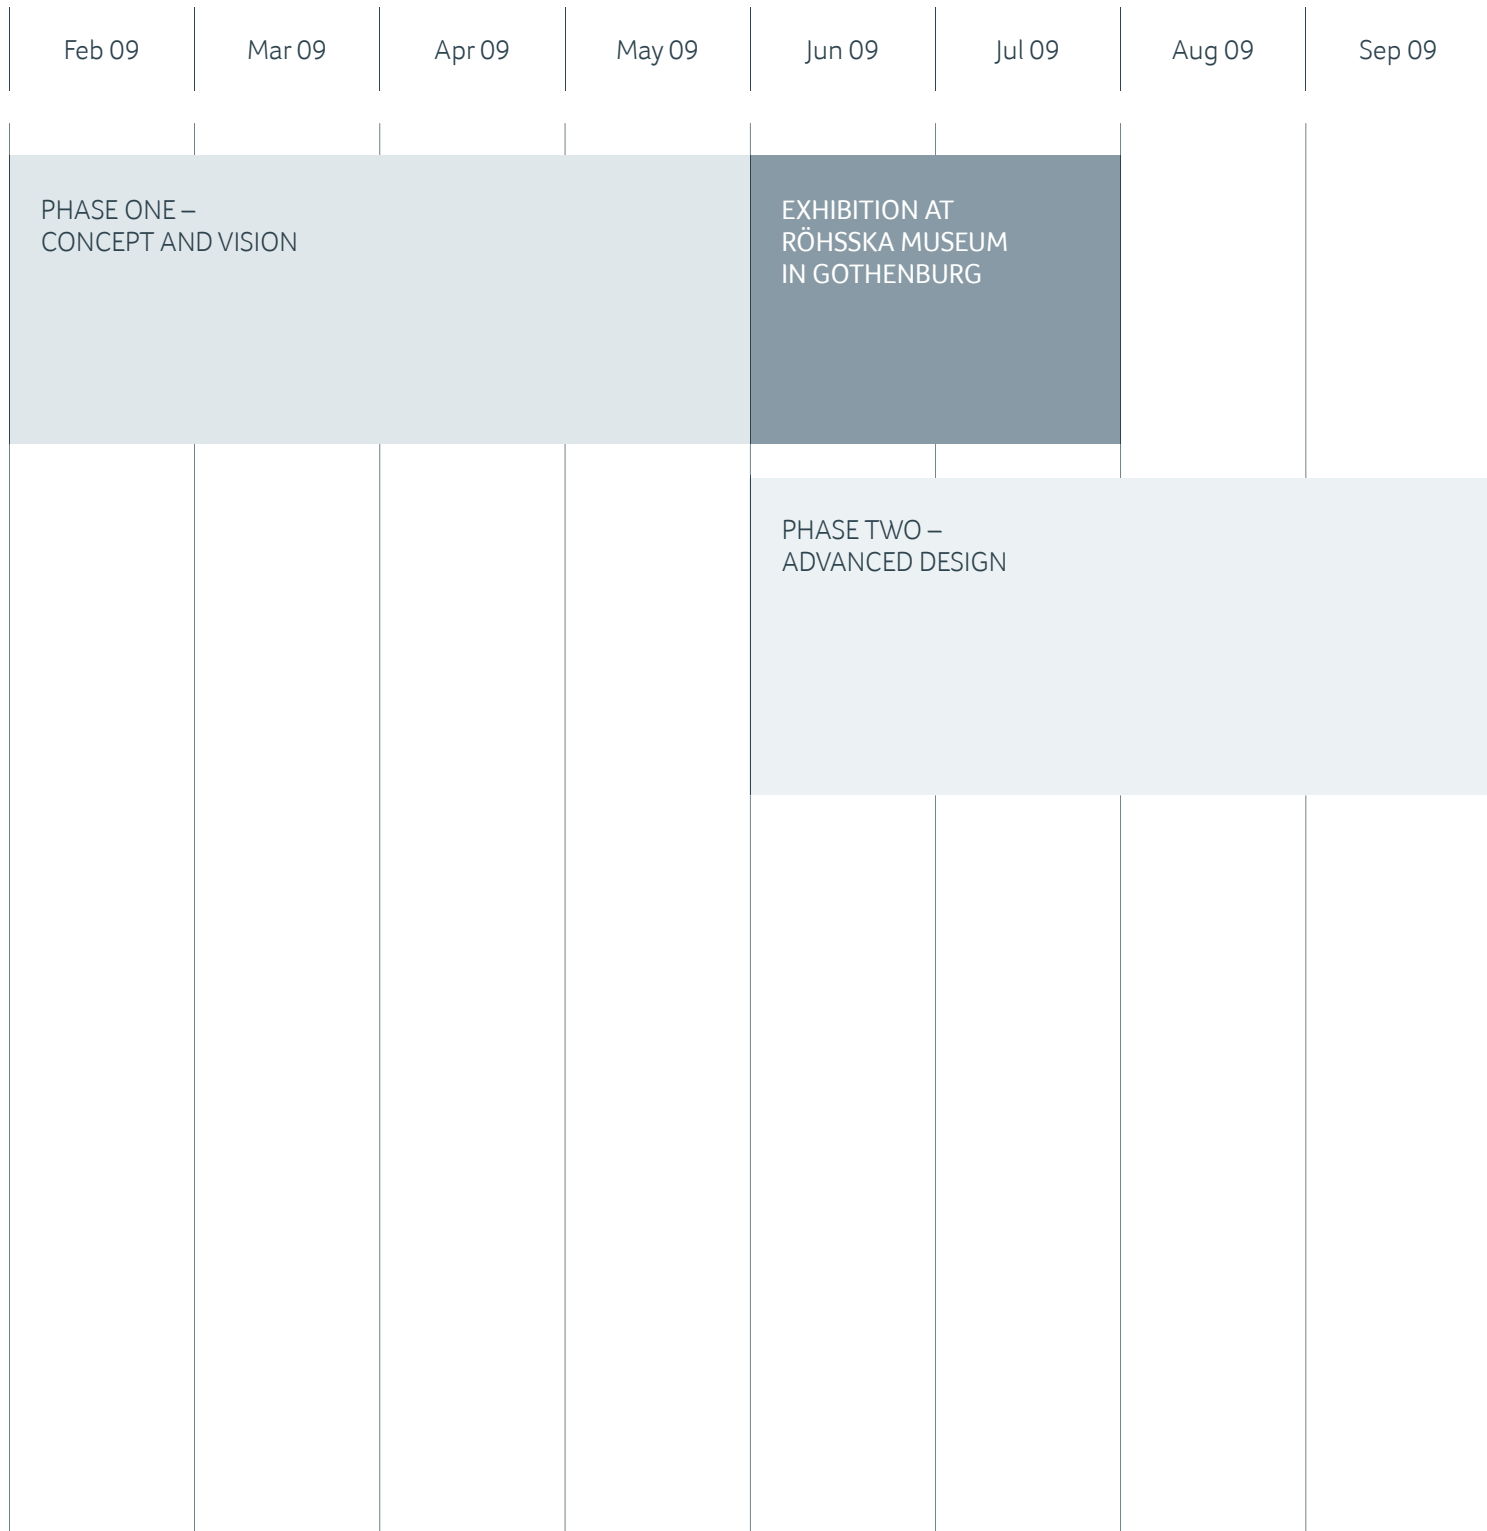 Feb 09 Mar 09 Apr 09 May 09 Jun 09 Jul 09 Aug 09 Sep 09
PHASE ONE –
CONCEPT AND VISION
EXHIBITION AT
RÖHSSKA MUSEUM
IN GOTHENBURG
PHASE TWO –
ADVANCED DESIGN